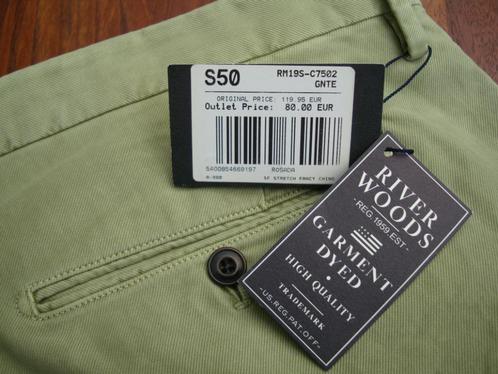 S50
RM19S-C7502
GNTE
ORIGINAL PRICE: 119.95 EUR
Outlet Price: 80.00 EUR
5400854669197
ROSADA
SF STRETCH FANCY CHINO
RIVER
WOODS
-REG.1959.EST-
GARMENT
DYED
HIGH QUALITY
TRADEMARK
-US.REG.PAT.OFF-